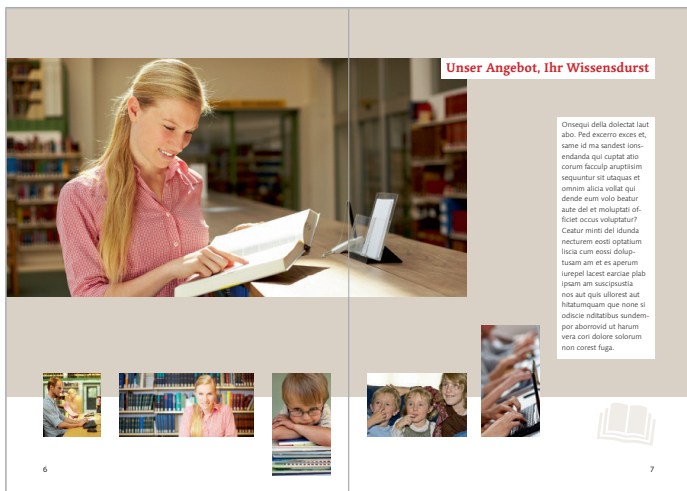 Unser Angebot, Ihr Wissensdurst
Onsequi della dolectat laut
abo. Ped excerro exces et,
same id ma sandest ions-
endanda qui cuptat atio
corum facculp aruptiisim
sequuntur sit utaquas et
omnim alicia vollat qui
dende eum volo beatur
aute del et moluptati of-
ficiet occus voluptatur?
Ceatur minti del idunda
necturem eosti optatium
liscia cum eossi dolup-
tusam am et es aperum
iurepel lacest earciae plab
ipsam am suscipsustia
nos aut quis ullorest aut
hitatumquam que none si
odiscie nditatibus sundem-
por aborrovid ut harum
vera cori dolore solorum
non corest fuga.
6
7